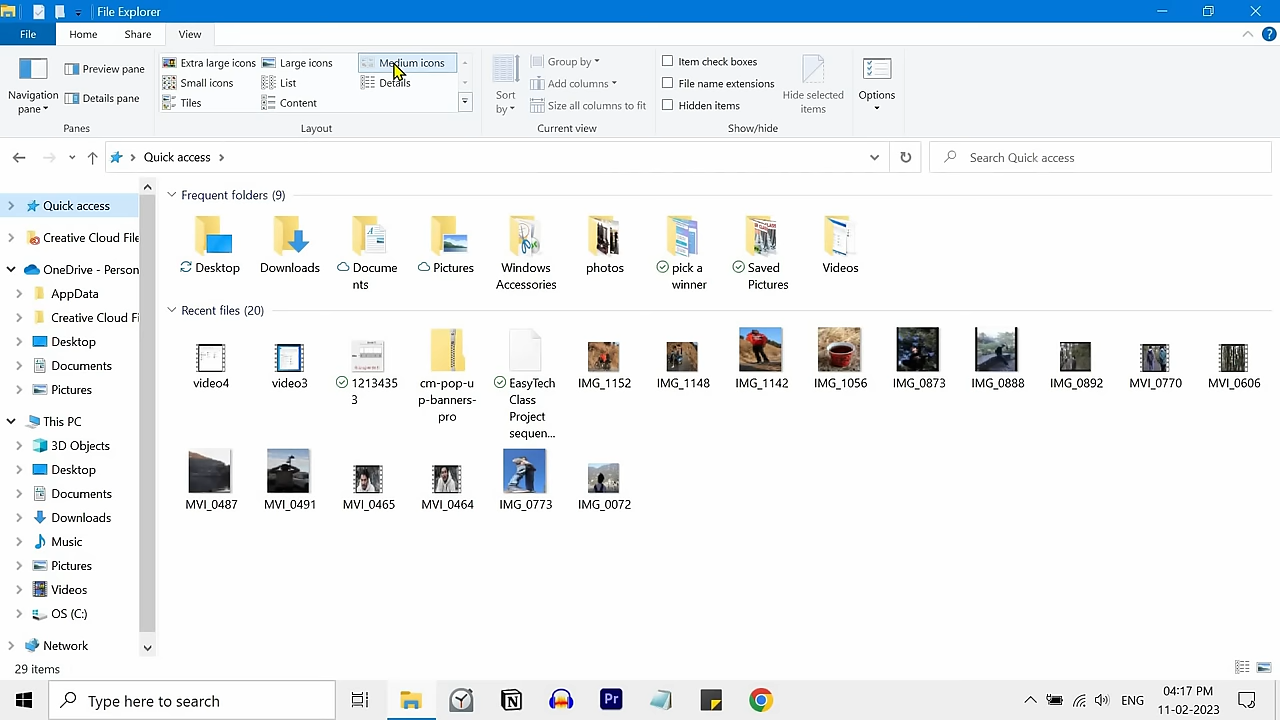 File Explorer
File Home Share View
Navigation pane
Preview pane
Details pane
Panes
Extra large icons Large icons Medium icons
Small icons List Details
Tiles Content
Layout
Sort by
Group by
Add columns
Size all columns to fit
Current view
Item check boxes
File name extensions
Hidden items
Hide selected items
Show/hide
Options
Quick access
Search Quick access
Quick access
Creative Cloud File
OneDrive - Person
AppData
Creative Cloud Fi
Desktop
Documents
Pictures
This PC
3D Objects
Desktop
Documents
Downloads
Music
Pictures
Videos
OS (C:)
Network
Frequent folders (9)
Desktop
Downloads
Docume
nts
Pictures
Windows
Accessories
photos
pick a
winner
Saved
Pictures
Videos
Recent files (20)
video4
video3
1213435
3
cm-pop-u
p-banners-
pro
EasyTech
Class
Project
sequen...
IMG_1152
IMG_1148
IMG_1142
IMG_1056
IMG_0873
IMG_0888
IMG_0892
MVI_0770
MVI_0606
MVI_0487
MVI_0491
MVI_0465
MVI_0464
IMG_0773
IMG_0072
29 items
Type here to search
Pr
ENG
04:17 PM
11-02-2023